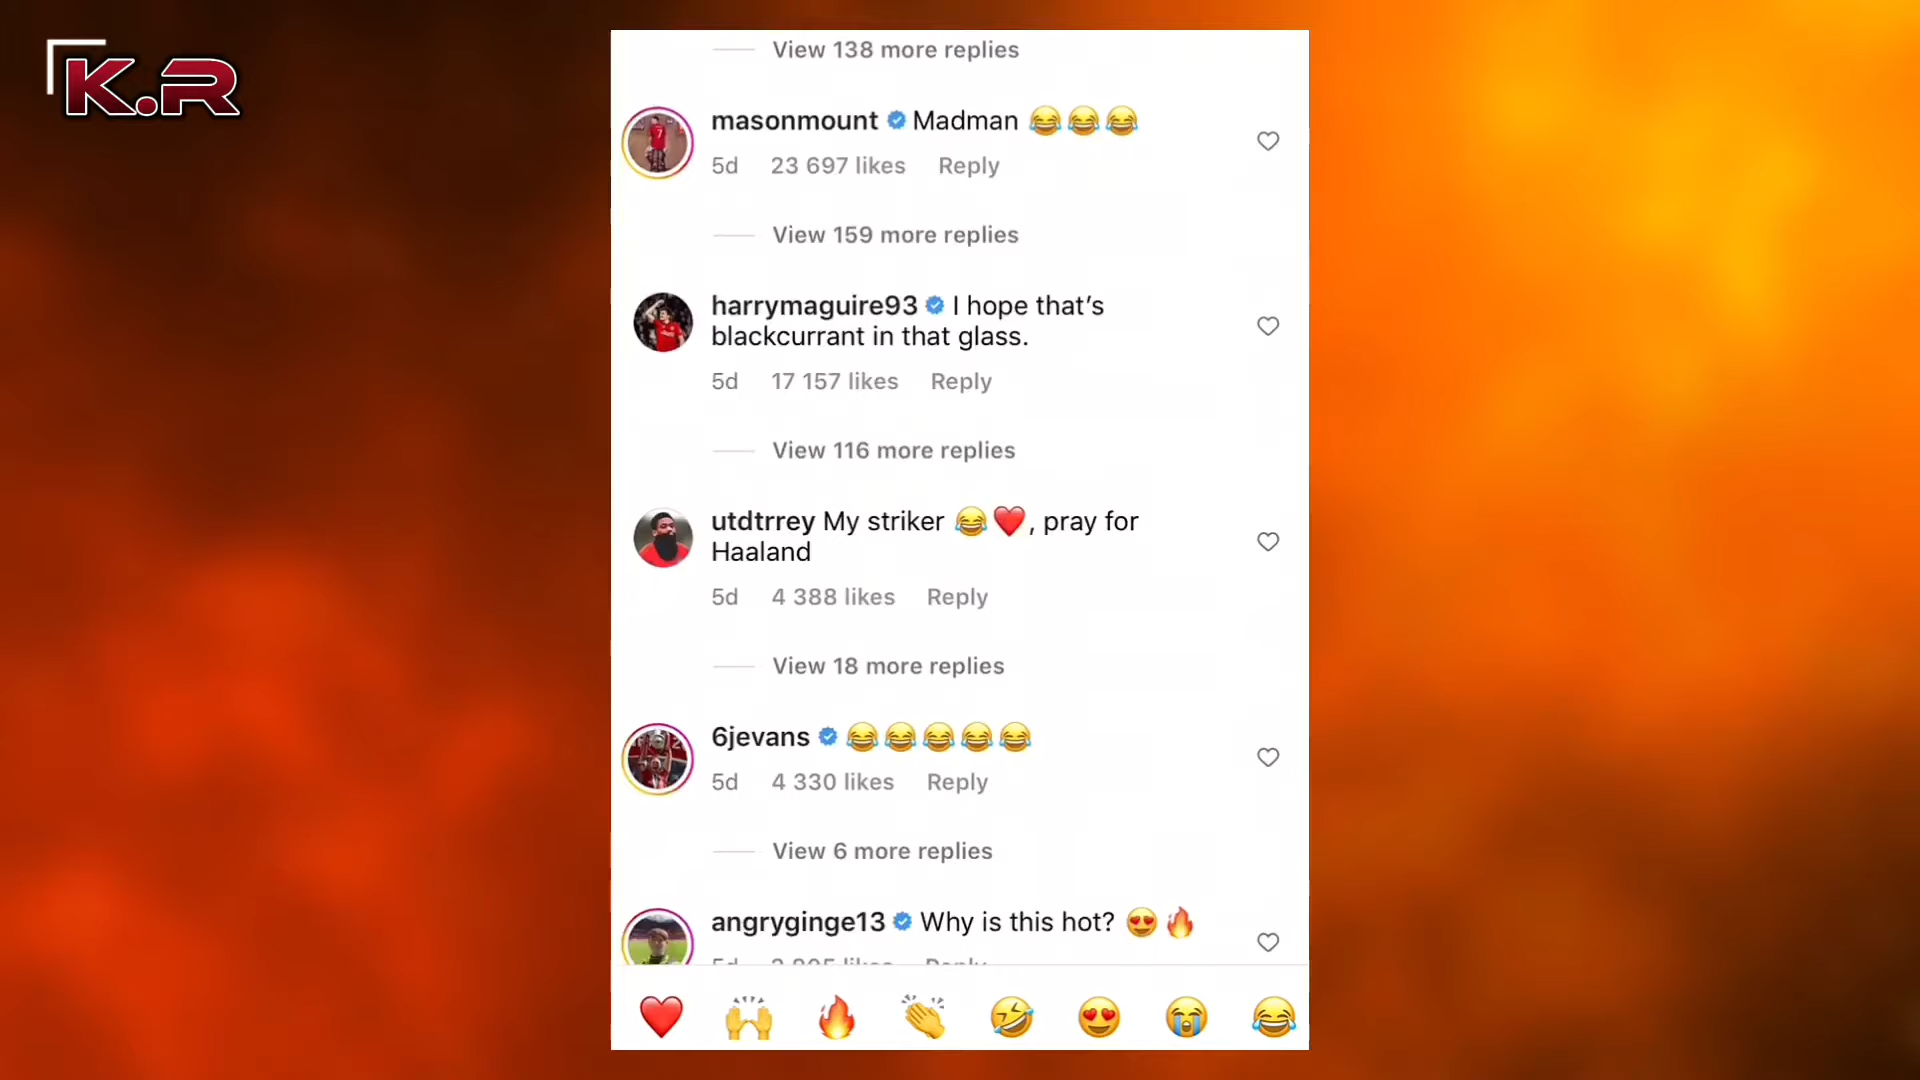 K.R
View 138 more replies
masonmount Madman 😂😂😂
5d 23 697 likes Reply
View 159 more replies
harrymaguire93 I hope that's
blackcurrant in that glass.
5d 17 157 likes Reply
View 116 more replies
utdtrrey My striker 😂❤️, pray for
Haaland
5d 4 388 likes Reply
View 18 more replies
6jevans 😂😂😂😂😂
5d 4 330 likes Reply
View 6 more replies
angryginge13 Why is this hot? 😍🔥
5d likes Reply